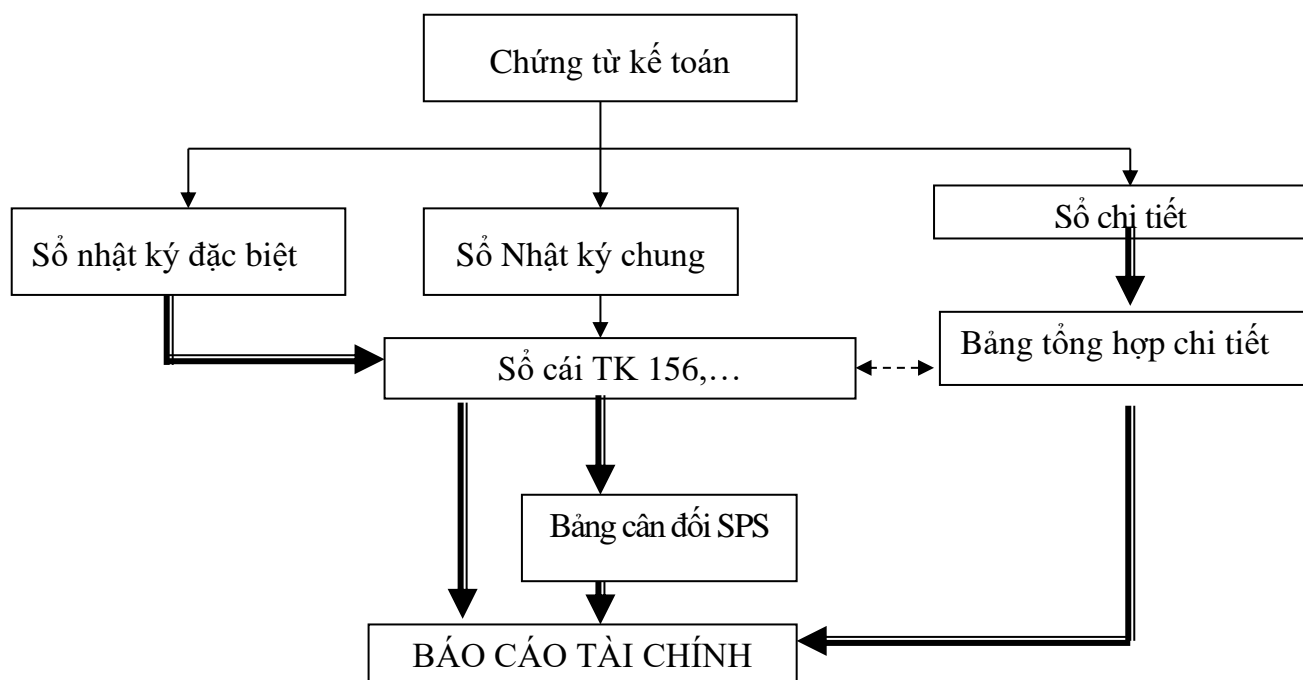 Chứng từ kế toán
Sổ nhật ký đặc biệt
Sổ Nhật ký chung
Sổ chi tiết
Sổ cái TK 156,…
Bảng tổng hợp chi tiết
Bảng cân đối SPS
BÁO CÁO TÀI CHÍNH